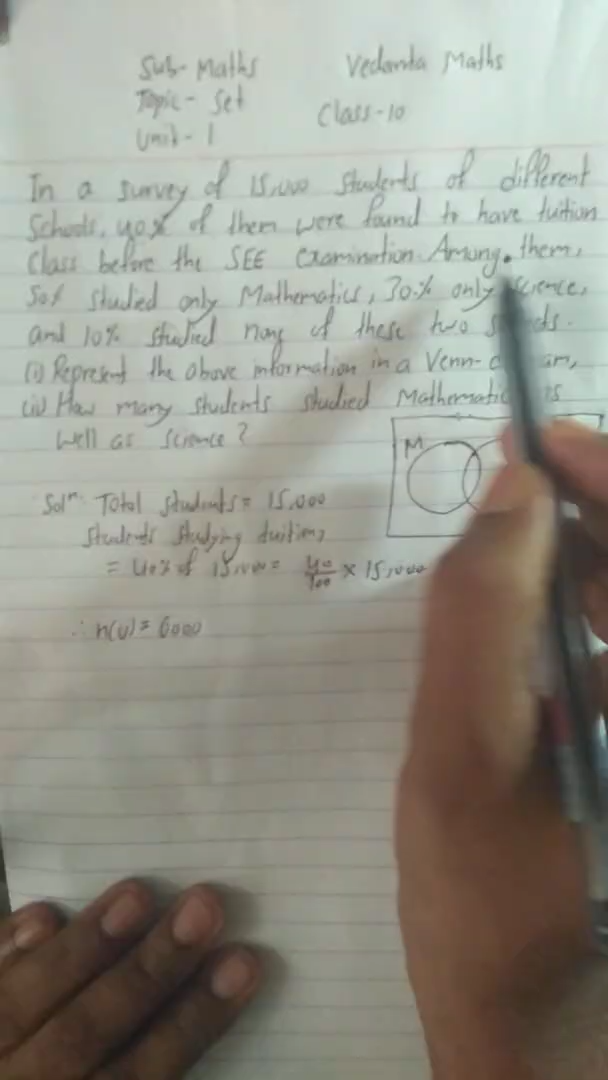 Sub- Maths Vedanta Maths
Topic- Set Class-10
Unit- 1
In a survey of 15,000 students of different
Schools, 40% of them were found to have tuition
Class before the SEE examination. Among them,
50% studied only Mathematics, 30% only science,
and 10% studied none of these two
(i) Represent the above information in a Venn-
(ii) How many students studied Mathematics
well as science?
M
Solⁿ: Total students = 15,000
Students studying tuition,
= 40% of 15,000 = 40/100 × 15,000
∴ n(U) = 6000